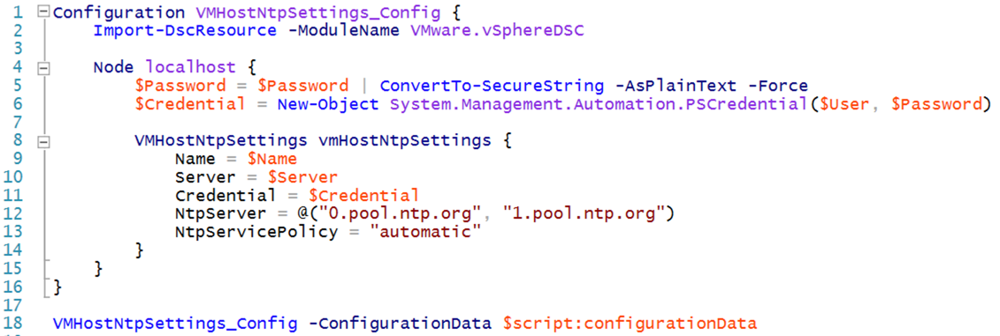 1 Configuration VMHostNtpSettings_Config {
2 Import-DscResource -ModuleName VMware.vSphereDSC
3
4 Node localhost {
5 $Password = $Password | ConvertTo-SecureString -AsPlainText -Force
6 $Credential = New-Object System.Management.Automation.PSCredential($User, $Password)
7
8 VMHostNtpSettings vmHostNtpSettings {
9 Name = $Name
10 Server = $Server
11 Credential = $Credential
12 NtpServer = @("0.pool.ntp.org", "1.pool.ntp.org")
13 NtpServicePolicy = "automatic"
14 }
15 }
16 }
17
18 VMHostNtpSettings_Config -ConfigurationData $script:configurationData